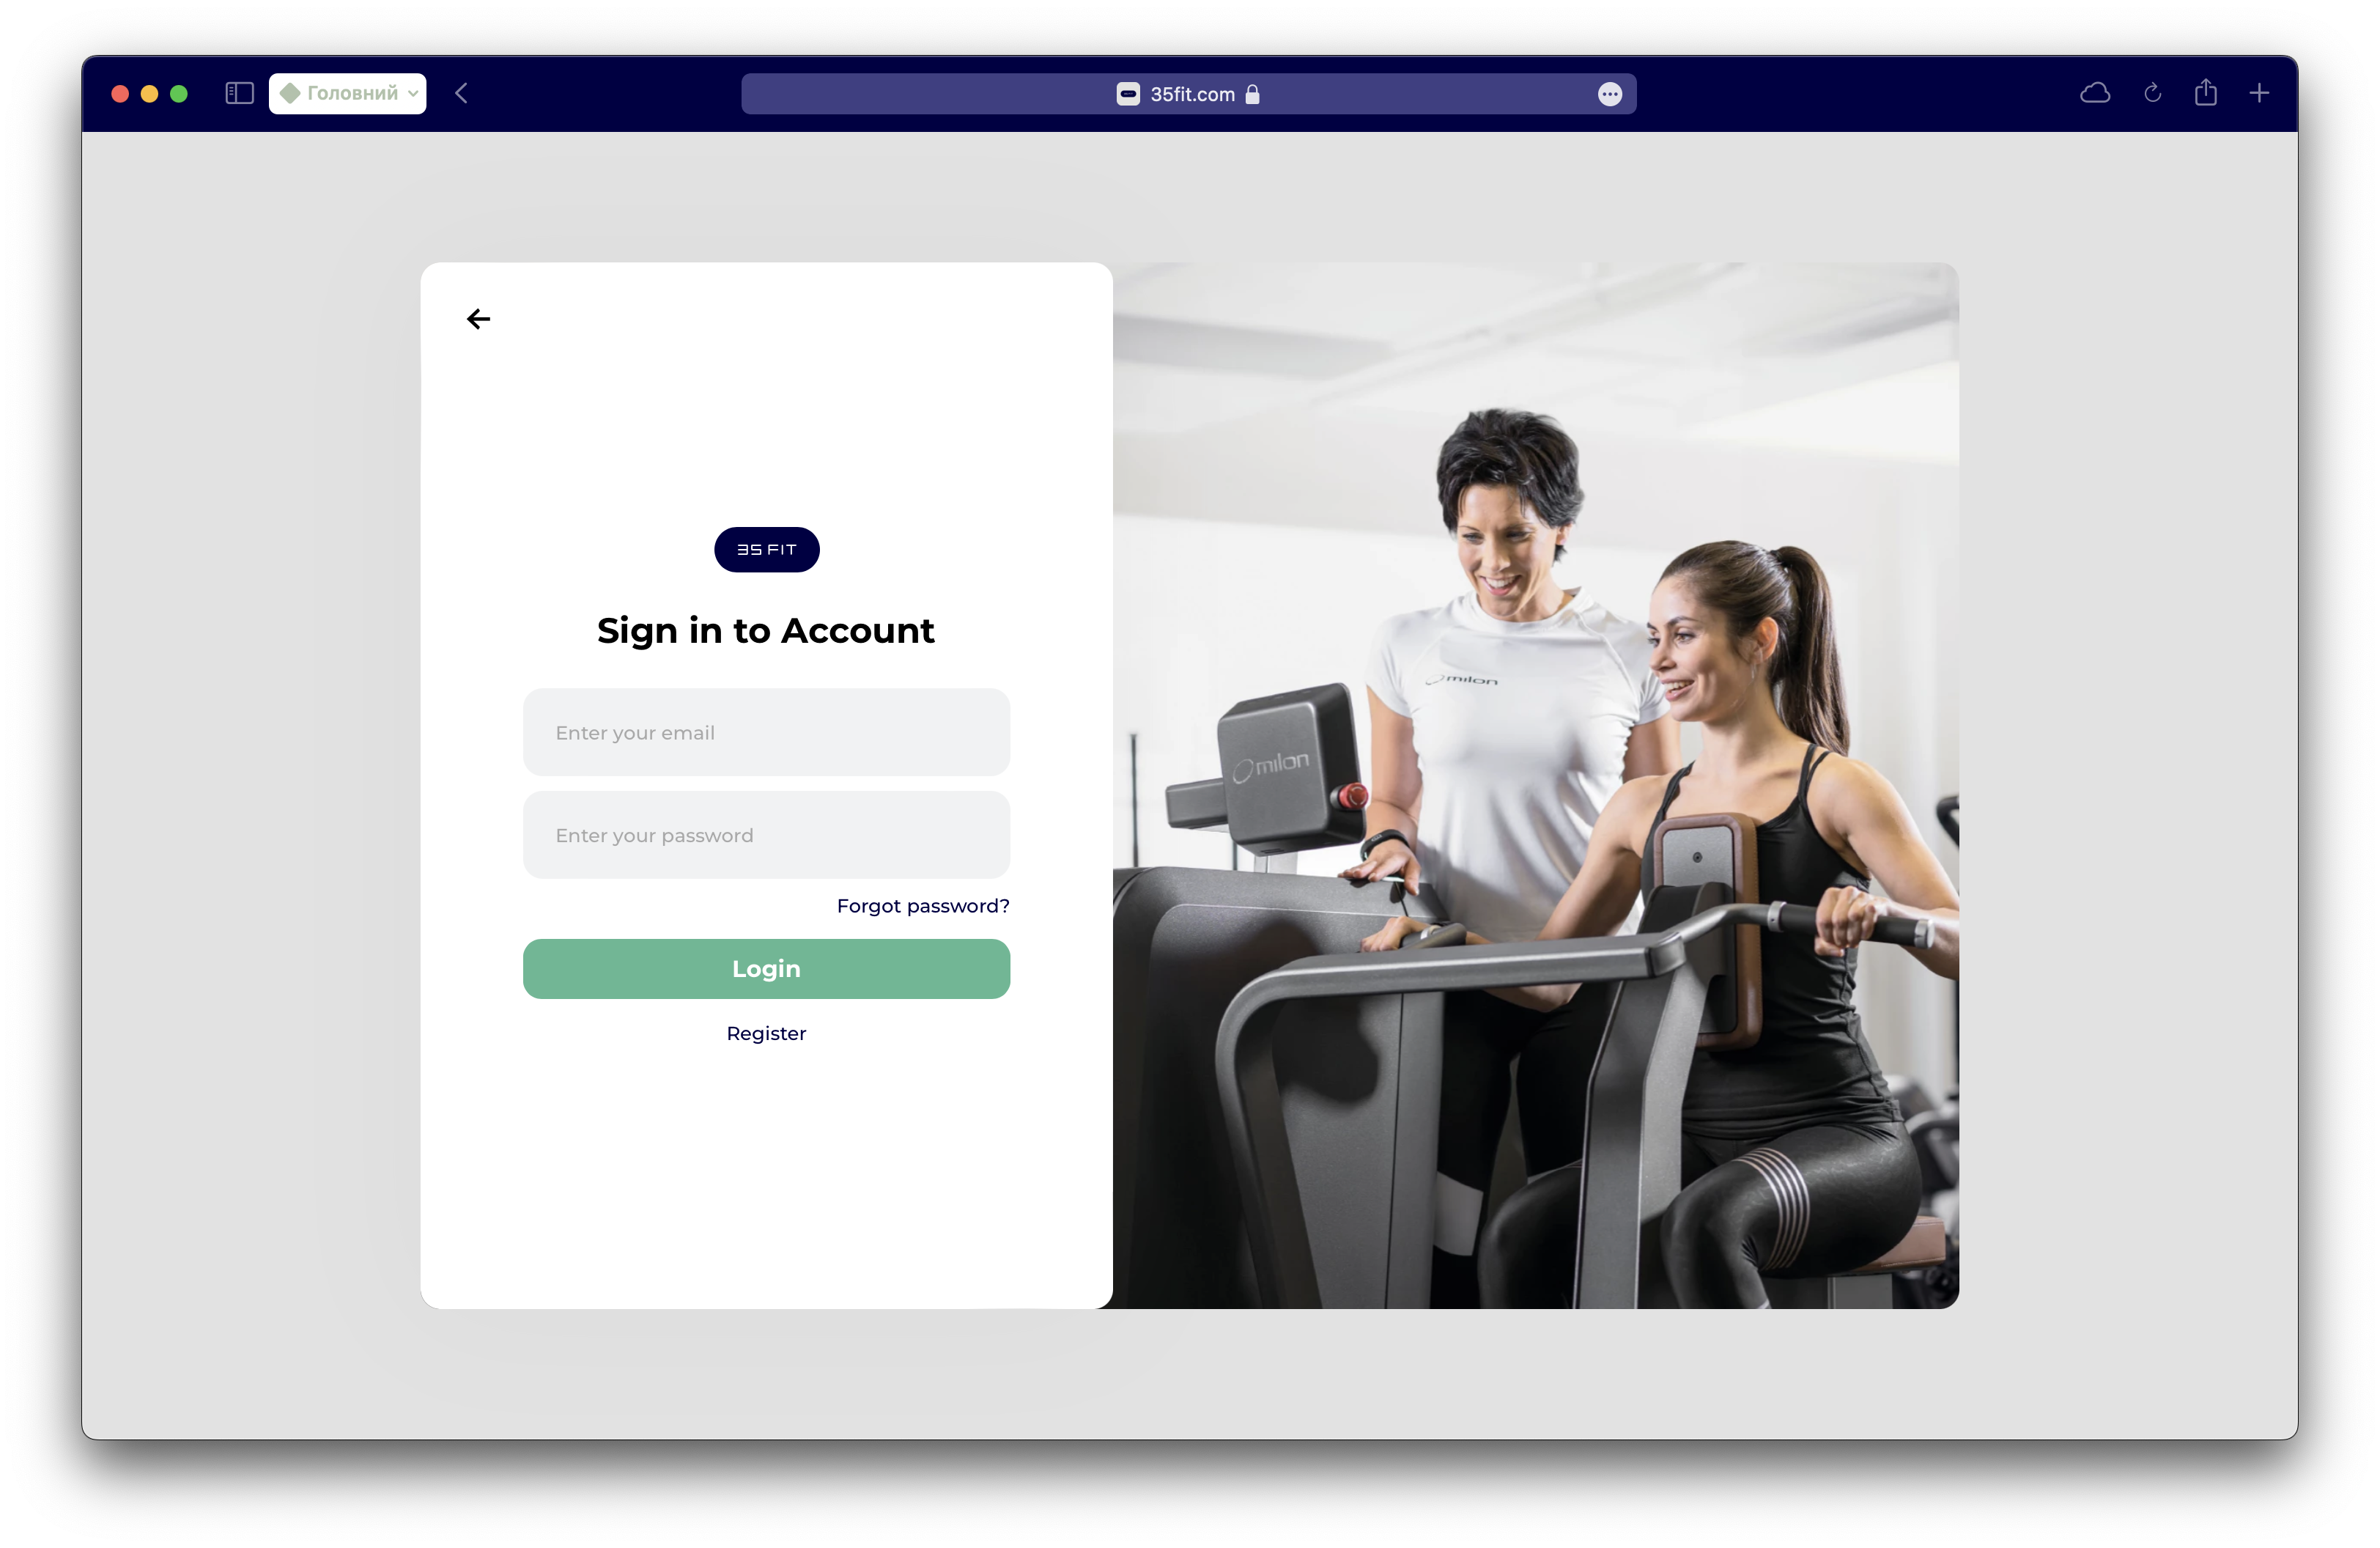 Головний
35fit.com
35 FIT
Sign in to Account
Enter your email
Enter your password
Forgot password?
Login
Register
milon
milon